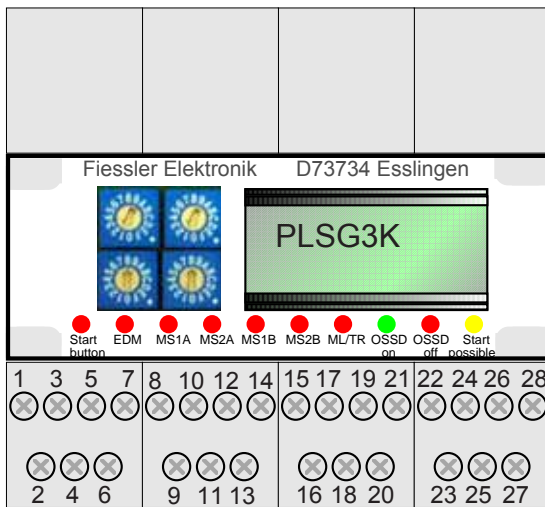 Fiessler Elektronik D73734 Esslingen
PLSG3K
Start button EDM MS1A MS2A MS1B MS2B ML/TR OSSD on OSSD off Start possible
1 3 5 7 8 10 12 14 15 17 19 21 22 24 26 28
2 4 6 9 11 13 16 18 20 23 25 27